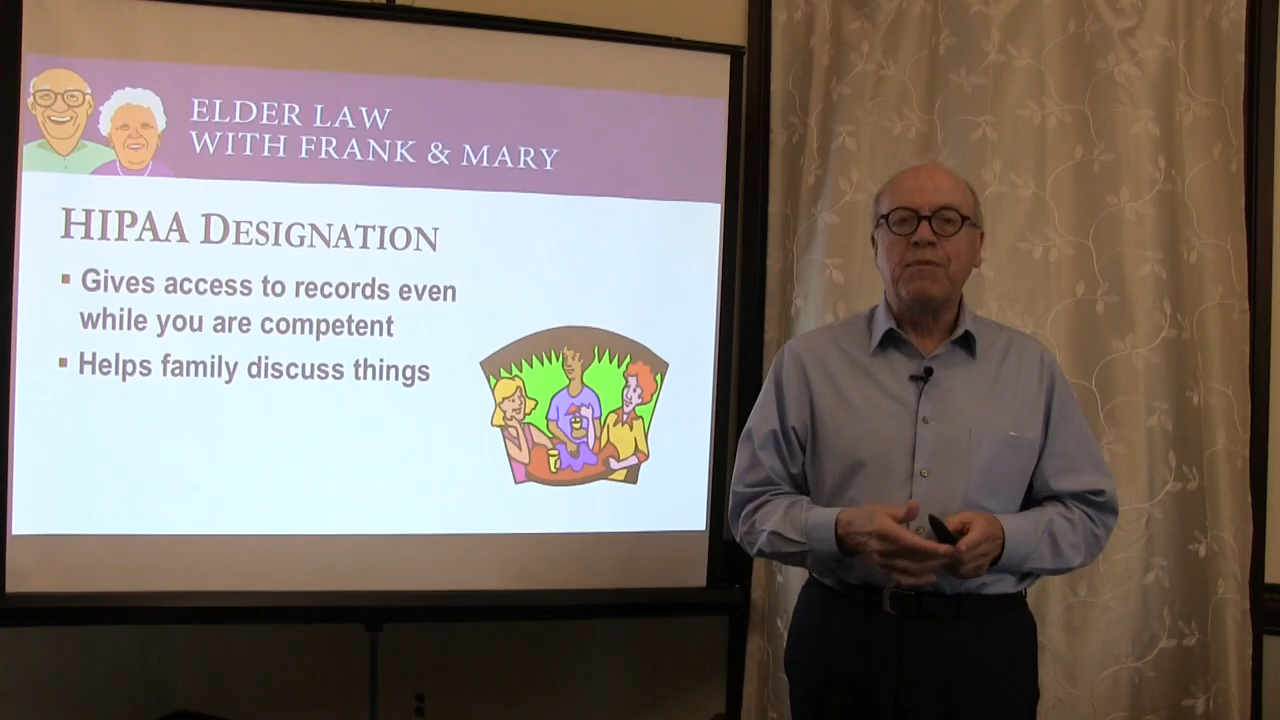 ELDER LAW
WITH FRANK & MARY
HIPAA DESIGNATION
▪ Gives access to records even
while you are competent
▪ Helps family discuss things